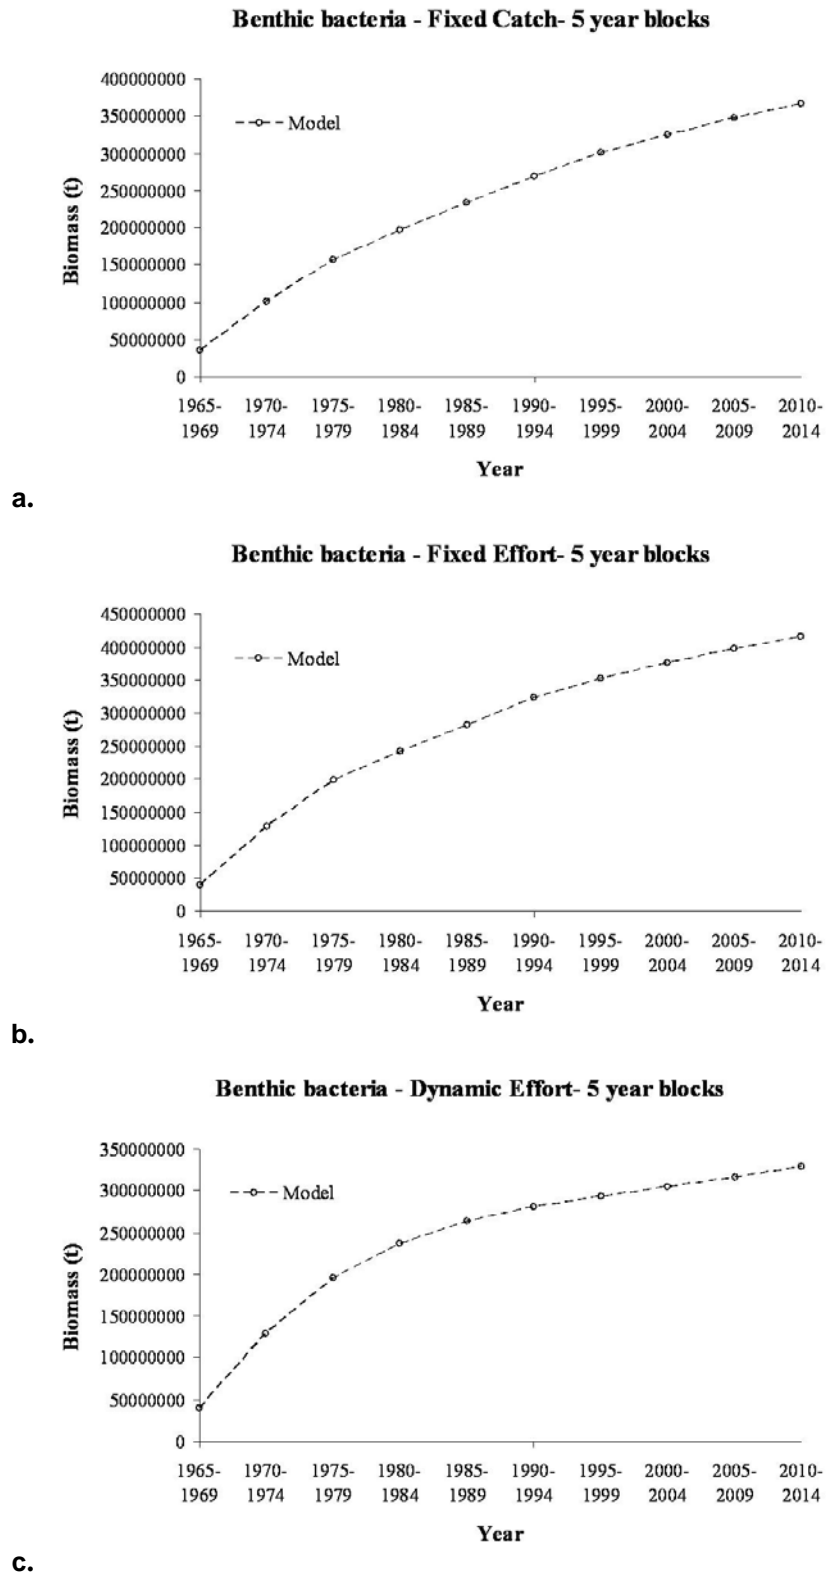 Benthic bacteria - Fixed Catch- 5 year blocks
400000000
350000000
300000000
250000000
200000000
150000000
100000000
50000000
0
Biomass (t)
Model
1965- 1970- 1975- 1980- 1985- 1990- 1995- 2000- 2005- 2010-
1969 1974 1979 1984 1989 1994 1999 2004 2009 2014
Year
a.
Benthic bacteria - Fixed Effort- 5 year blocks
450000000
400000000
350000000
300000000
250000000
200000000
150000000
100000000
50000000
0
Biomass (t)
Model
1965- 1970- 1975- 1980- 1985- 1990- 1995- 2000- 2005- 2010-
1969 1974 1979 1984 1989 1994 1999 2004 2009 2014
Year
b.
Benthic bacteria - Dynamic Effort- 5 year blocks
350000000
300000000
250000000
200000000
150000000
100000000
50000000
0
Biomass (t)
Model
1965- 1970- 1975- 1980- 1985- 1990- 1995- 2000- 2005- 2010-
1969 1974 1979 1984 1989 1994 1999 2004 2009 2014
Year
c.